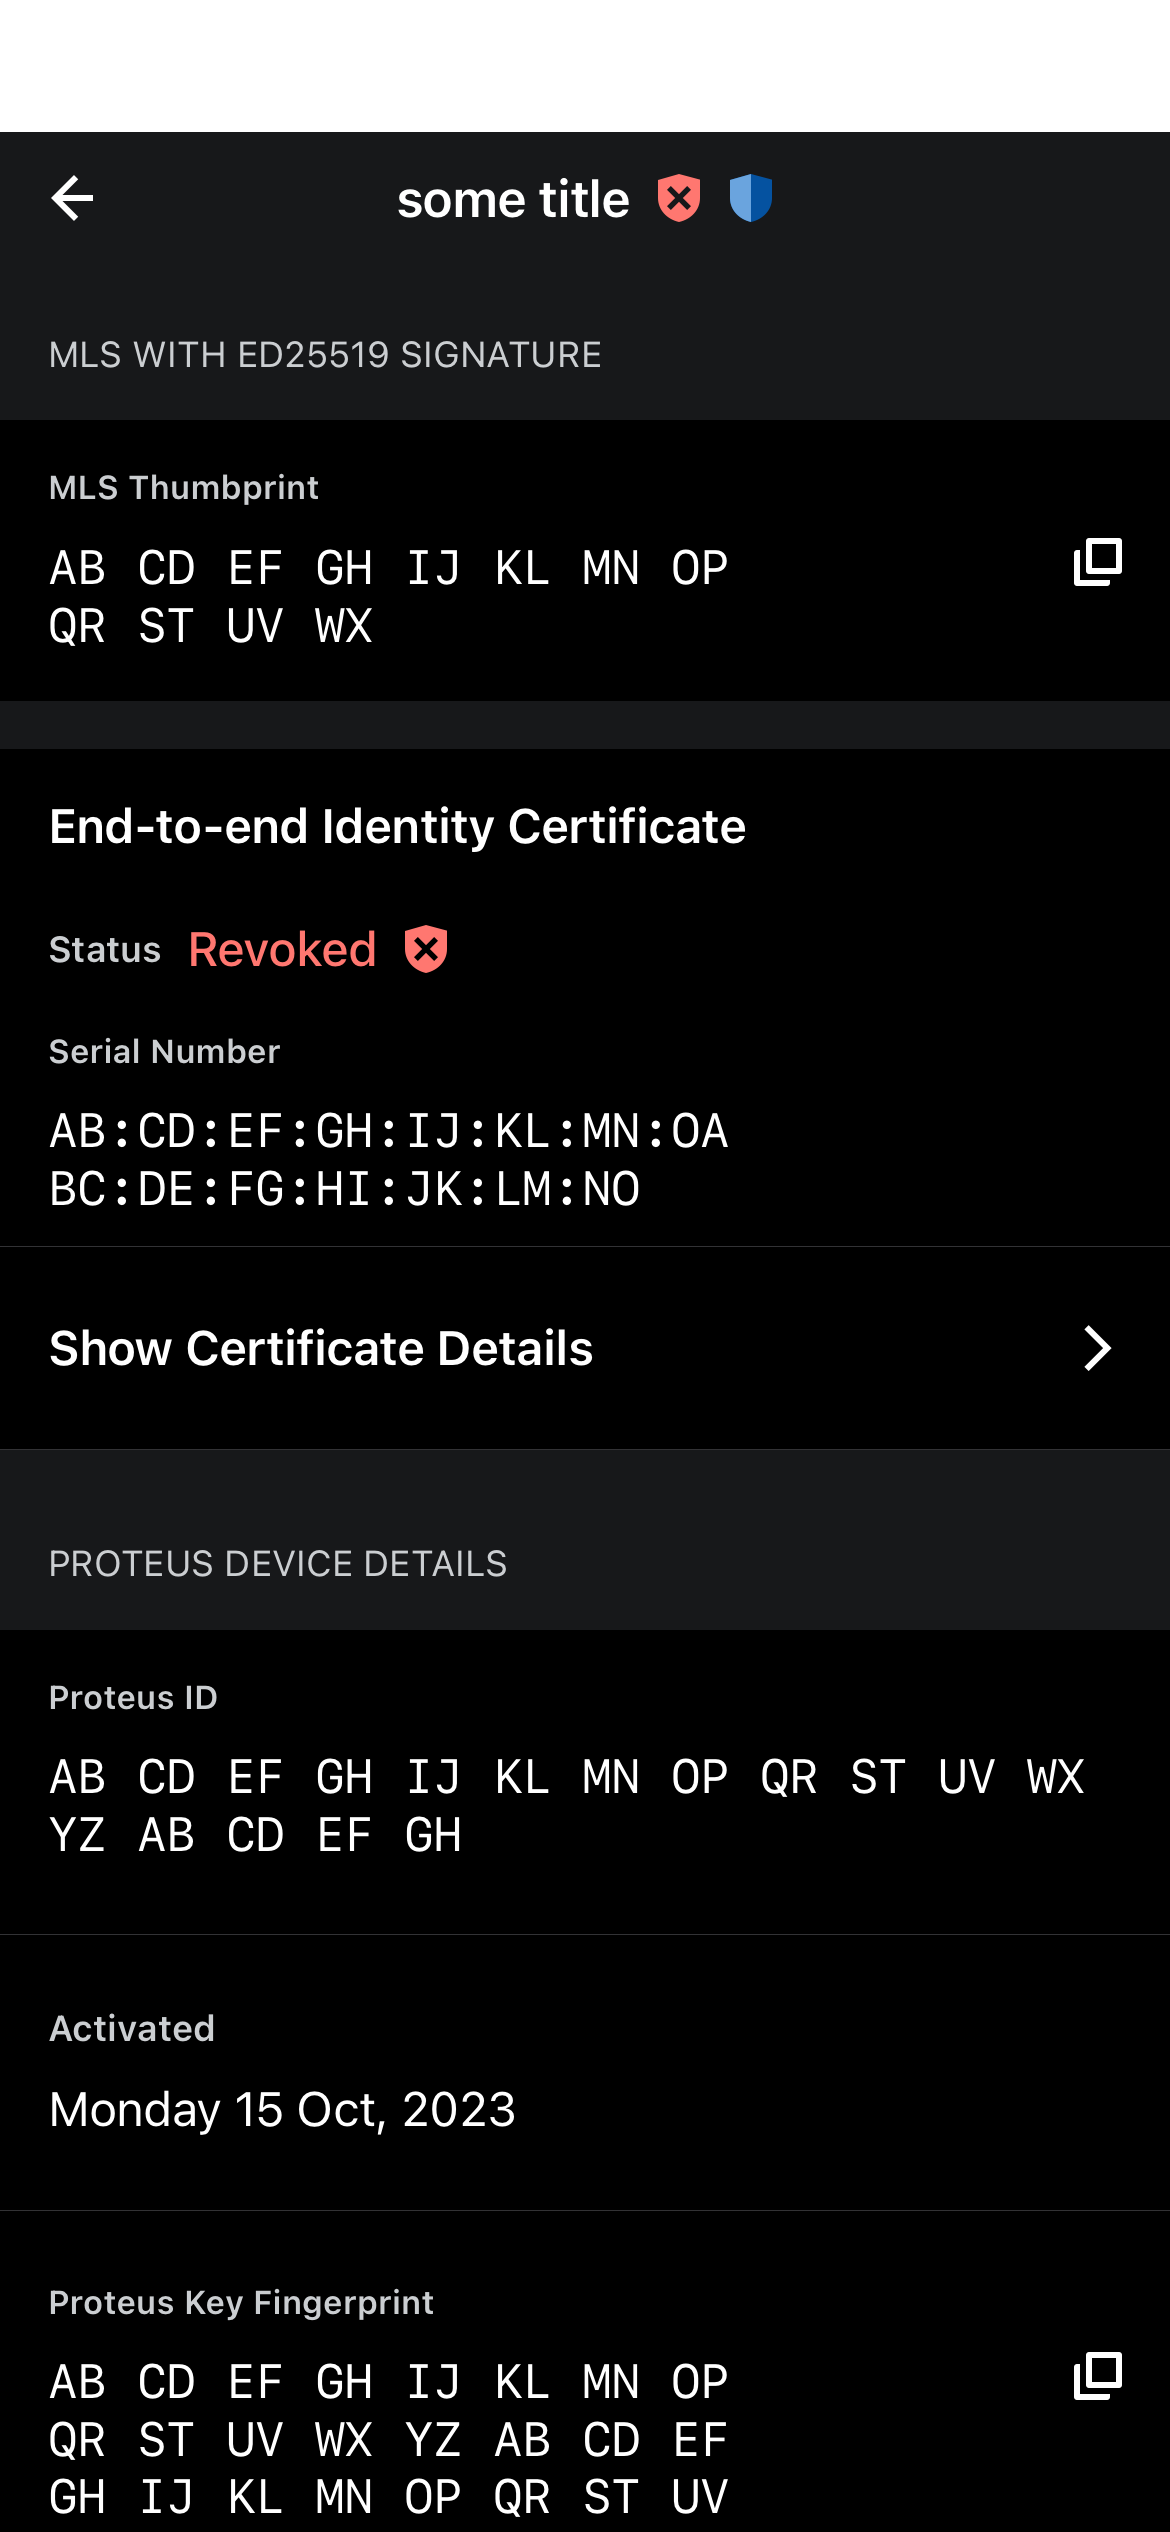 some title
MLS WITH ED25519 SIGNATURE
MLS Thumbprint
AB CD EF GH IJ KL MN OP
QR ST UV WX
End-to-end Identity Certificate
Status Revoked
Serial Number
AB:CD:EF:GH:IJ:KL:MN:OA
BC:DE:FG:HI:JK:LM:NO
Show Certificate Details
PROTEUS DEVICE DETAILS
Proteus ID
AB CD EF GH IJ KL MN OP QR ST UV WX
YZ AB CD EF GH
Activated
Monday 15 Oct, 2023
Proteus Key Fingerprint
AB CD EF GH IJ KL MN OP
QR ST UV WX YZ AB CD EF
GH IJ KL MN OP QR ST UV